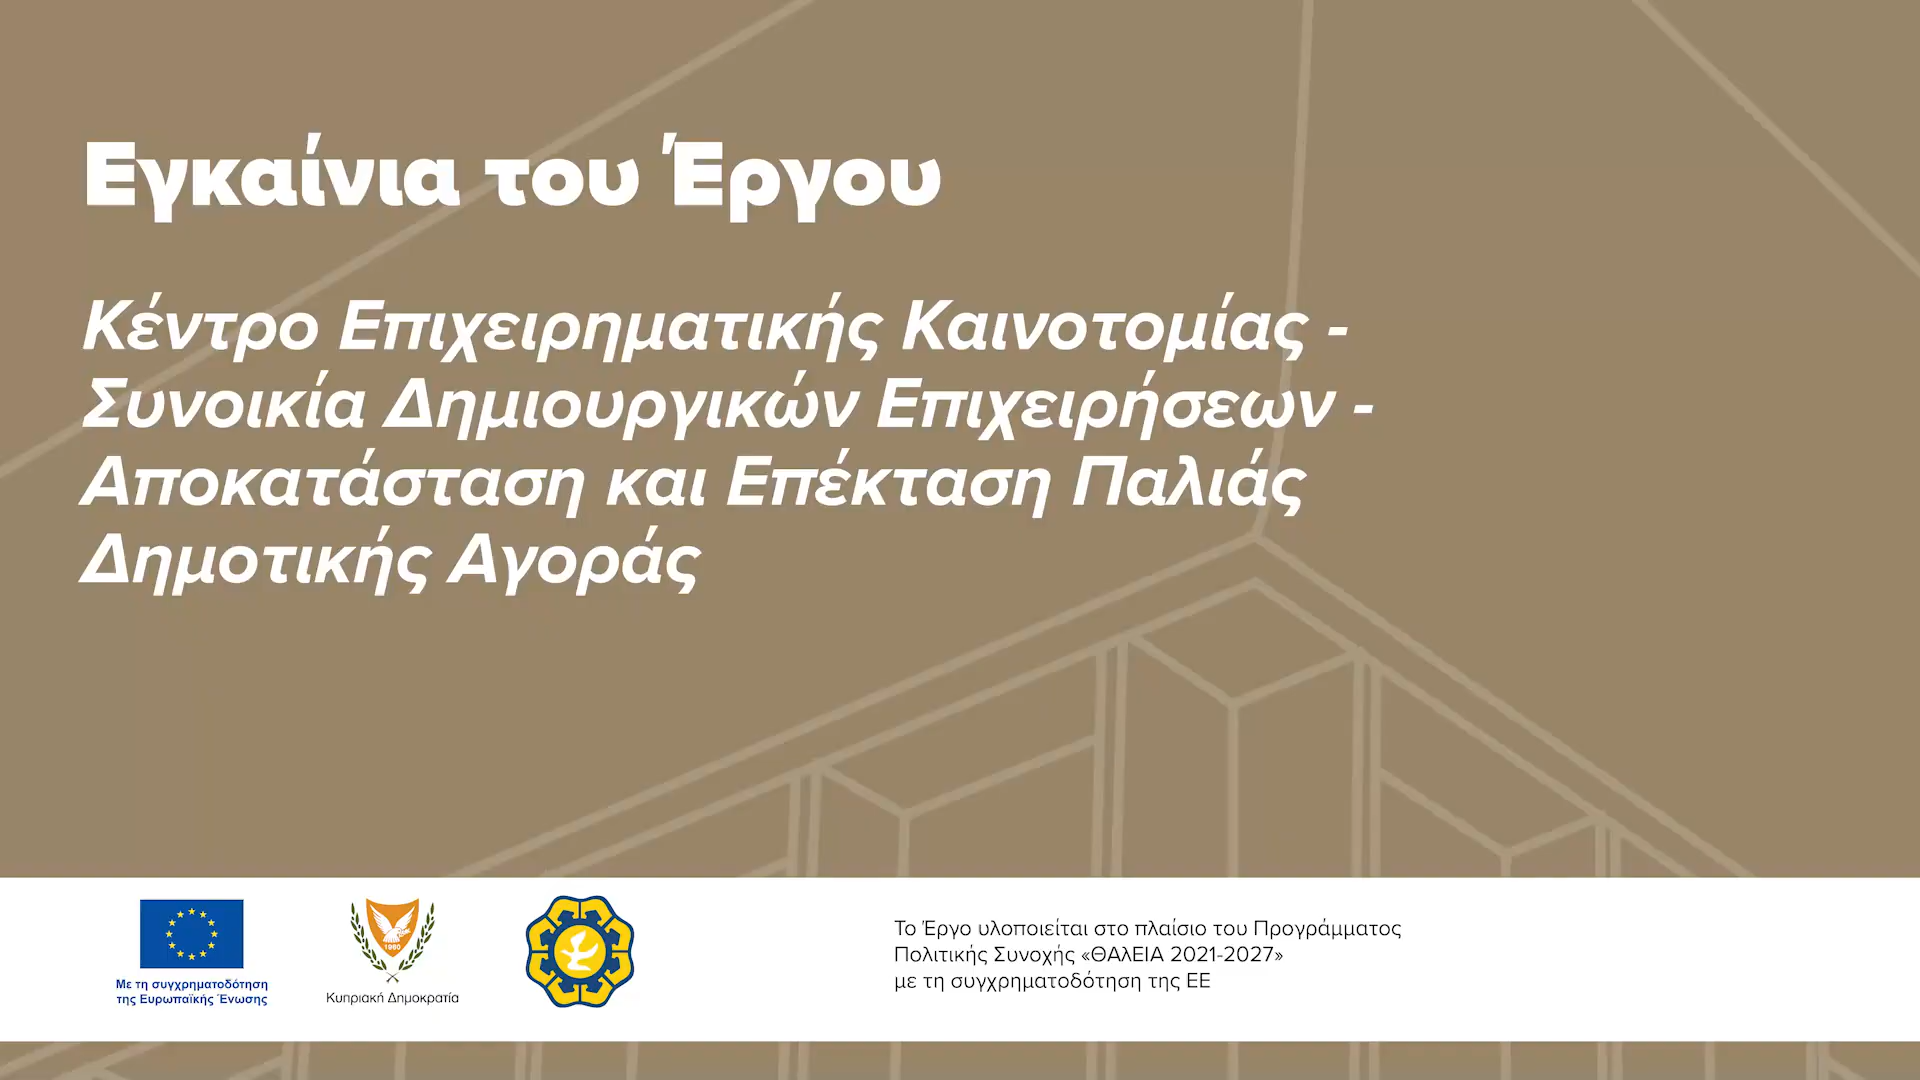 Εγκαίνια του Έργου
Κέντρο Επιχειρηματικής Καινοτομίας -
Συνοικία Δημιουργικών Επιχειρήσεων -
Αποκατάσταση και Επέκταση Παλιάς
Δημοτικής Αγοράς
Με τη συγχρηματοδότηση
της Ευρωπαϊκής Ένωσης
1960
Κυπριακή Δημοκρατία
Το Έργο υλοποιείται στο πλαίσιο του Προγράμματος
Πολιτικής Συνοχής «ΘΑλΕΙΑ 2021-2027»
με τη συγχρηματοδότηση της ΕΕ